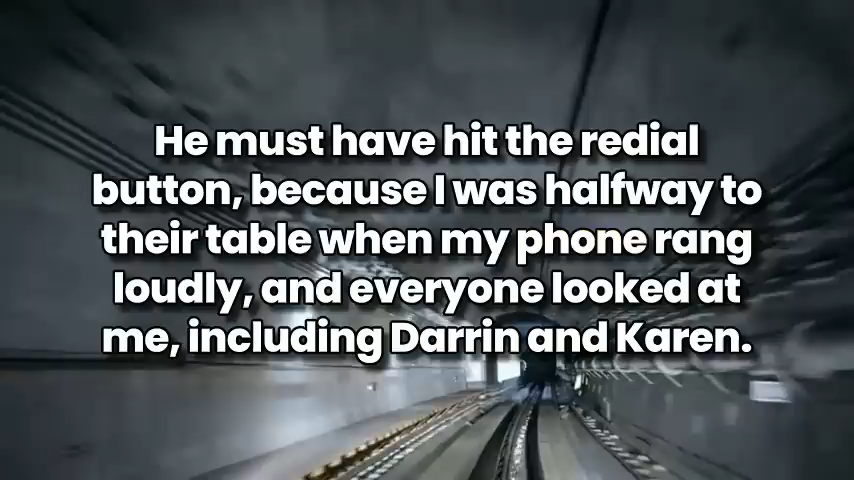 He must have hit the redial
button, because I was halfway to
their table when my phone rang
loudly, and everyone looked at
me, including Darrin and Karen.